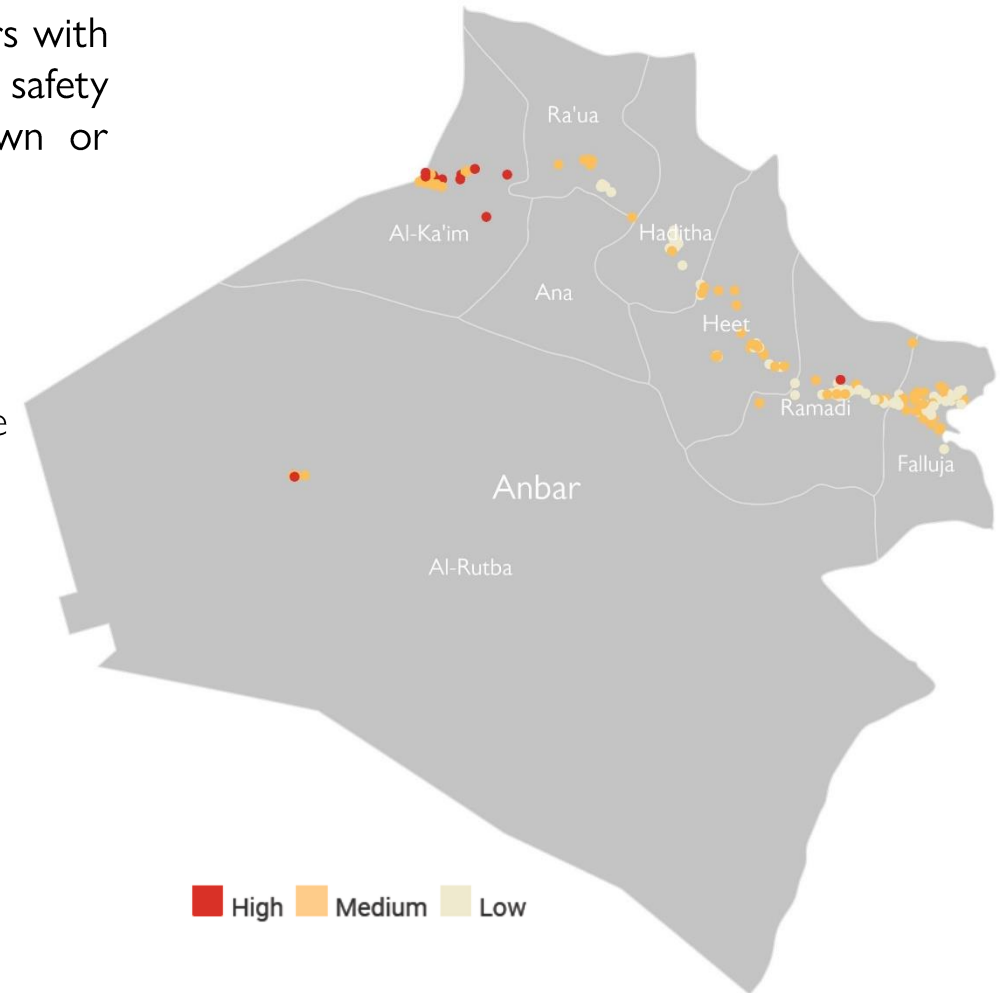 rs with
safety
wn or
e
Ra'ua
Al-Ka'im
Haditha
Ana
Heet
Ramadi
Falluja
Anbar
Al-Rutba
High Medium Low